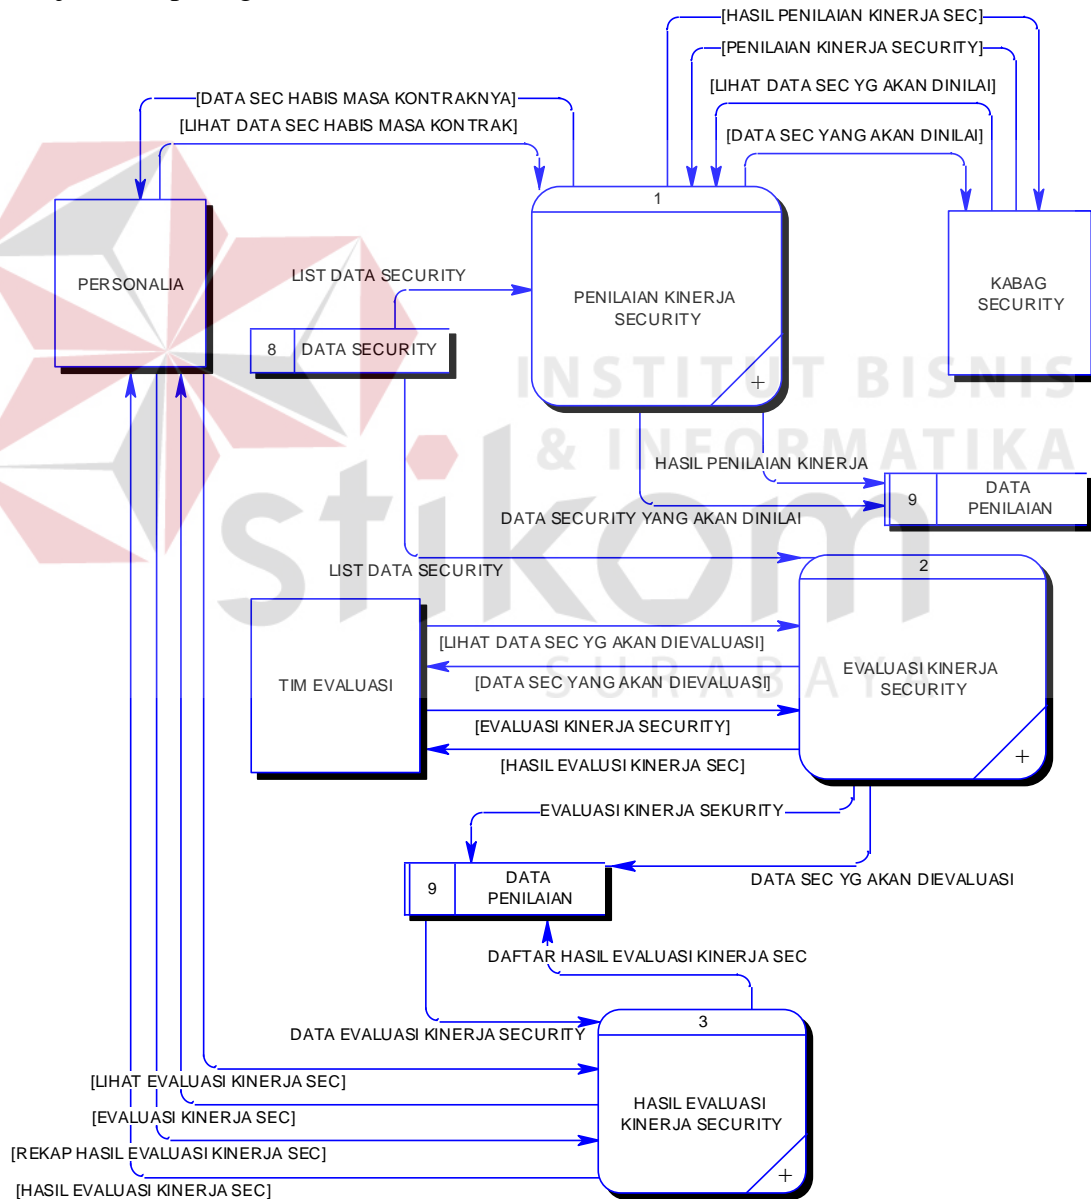 [HASIL PENILAIAN KINERJA SEC]
[PENILAIAN KINERJA SECURITY]
[LIHAT DATA SEC YG AKAN DINILAI]
[DATA SEC HABIS MASA KONTRAKNYA]
[LIHAT DATA SEC HABIS MASA KONTRAK]
[DATA SEC YANG AKAN DINILAI]
1
PERSONALIA
LIST DATA SECURITY
PENILAIAN KINERJA
SECURITY
KABAG
SECURITY
8 DATA SECURITY
+
INSTITUT BISNIS
& INFORMATIKA
stikom
SURABAYA
HASIL PENILAIAN KINERJA
9 DATA
PENILAIAN
DATA SECURITY YANG AKAN DINILAI
LIST DATA SECURITY
2
[LIHAT DATA SEC YG AKAN DIEVALUASI]
TIM EVALUASI
[DATA SEC YANG AKAN DIEVALUASI]
EVALUASI KINERJA
SECURITY
[EVALUASI KINERJA SECURITY]
[HASIL EVALUSI KINERJA SEC]
+
EVALUASI KINERJA SEKURITY
DATA SEC YG AKAN DIEVALUASI
9 DATA
PENILAIAN
DAFTAR HASIL EVALUASI KINERJA SEC
3
DATA EVALUASI KINERJA SECURITY
[LIHAT EVALUASI KINERJA SEC]
HASIL EVALUASI
KINERJA SECURITY
[EVALUASI KINERJA SEC]
[REKAP HASIL EVALUASI KINERJA SEC]
+
[HASIL EVALUASI KINERJA SEC]